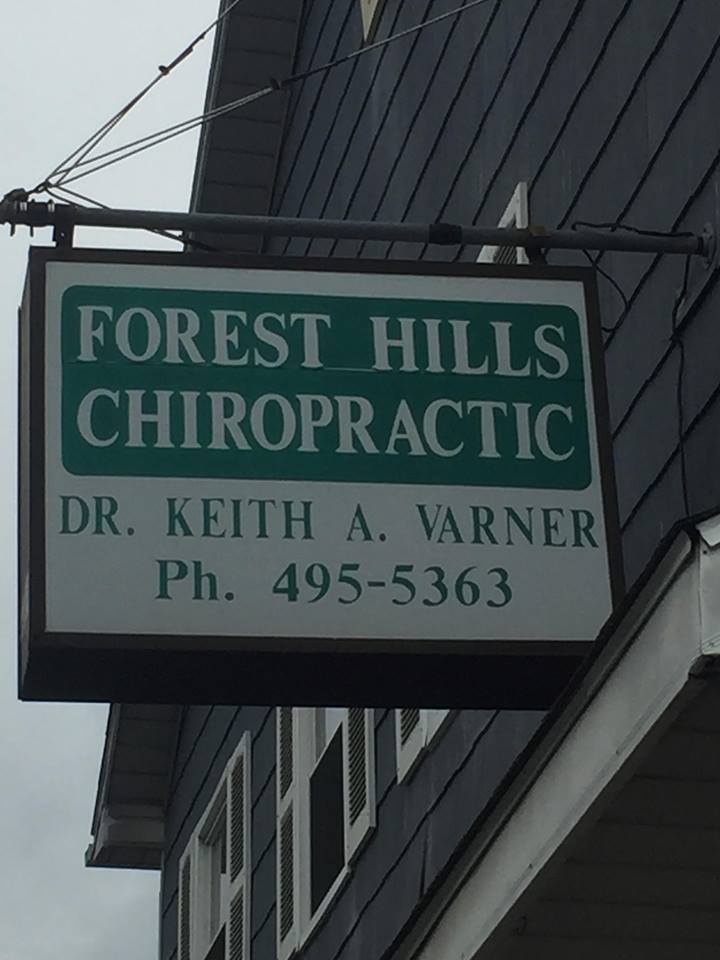 FOREST HILLS
CHIROPRACTIC
DR. KEITH A. VARNER
Ph. 495-5363